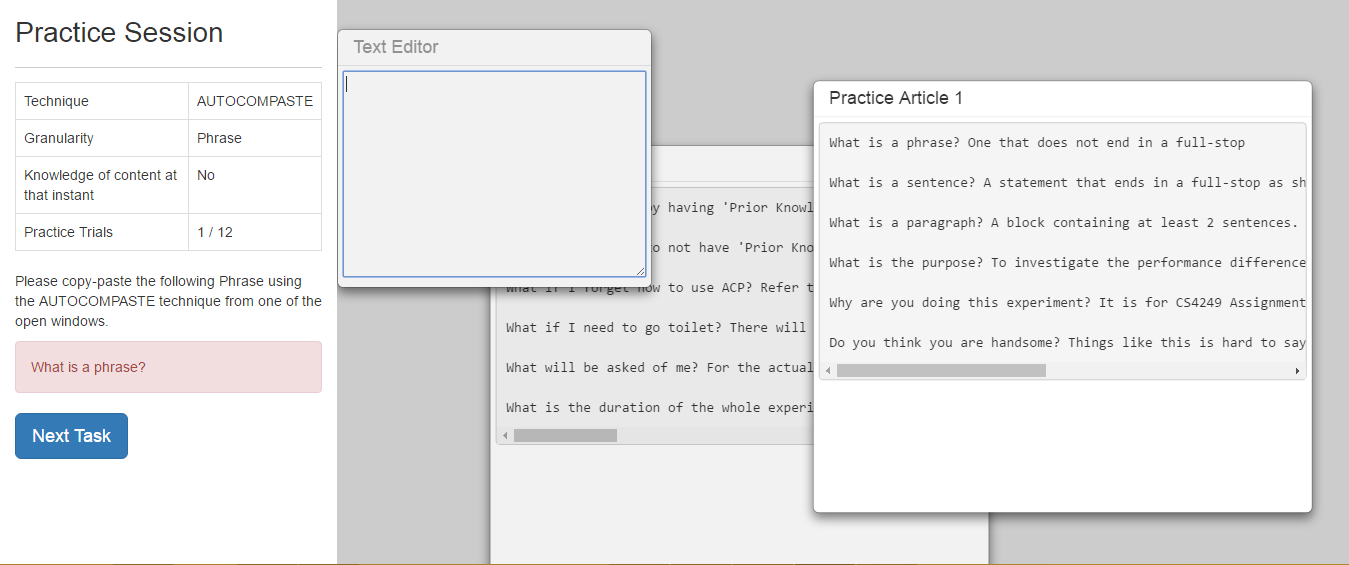 Practice Session
Technique AUTOCOMPASTE
Granularity Phrase
Knowledge of content at No
that instant
Practice Trials 1 / 12
Please copy-paste the following Phrase using
the AUTOCOMPASTE technique from one of the
open windows.
What is a phrase?
Next Task
Text Editor
by having 'Prior Knowl
to not have 'Prior Kno
What if I forget how to use ACP? Refer t
What if I need to go toilet? There will
What will be asked of me? For the actual
What is the duration of the whole experi
Practice Article 1
What is a phrase? One that does not end in a full-stop
What is a sentence? A statement that ends in a full-stop as sh
What is a paragraph? A block containing at least 2 sentences.
What is the purpose? To investigate the performance difference
Why are you doing this experiment? It is for CS4249 Assignment
Do you think you are handsome? Things like this is hard to say